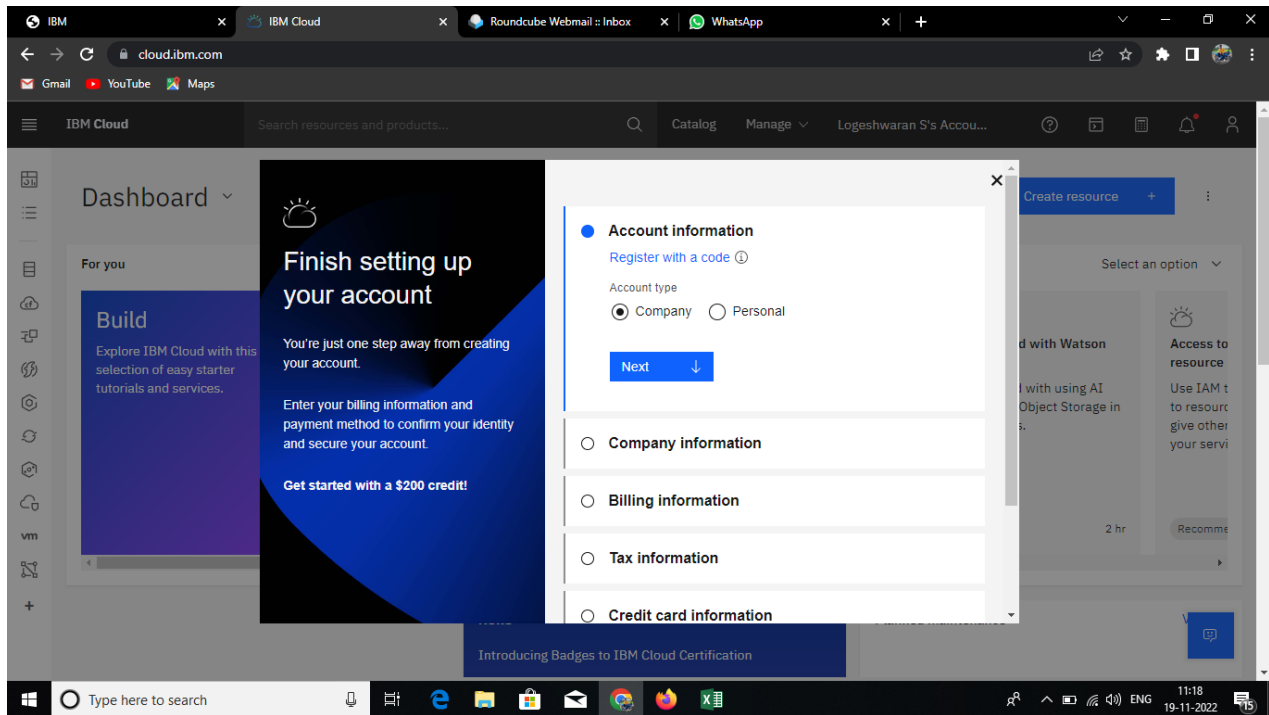 IBM
IBM Cloud
Roundcube Webmail :: Inbox
WhatsApp
cloud.ibm.com
Gmail
YouTube
Maps
IBM Cloud
Search resources and products...
Catalog
Manage
Logeshwaran S's Accou...
Dashboard
Create resource +
For you
Select an option
Build
Explore IBM Cloud with this
selection of easy starter
tutorials and services.
Finish setting up
your account
You're just one step away from creating
your account.
Enter your billing information and
payment method to confirm your identity
and secure your account.
Get started with a $200 credit!
Account information
Register with a code
Account type
Company
Personal
Next
Company information
Billing information
Tax information
Credit card information
d with Watson
with using AI
Object Storage in
s.
2 hr
Access to
resource
Use IAM t
to resourc
give other
your servi
Recomme
vm
Introducing Badges to IBM Cloud Certification
Type here to search
ENG
11:18
19-11-2022
15